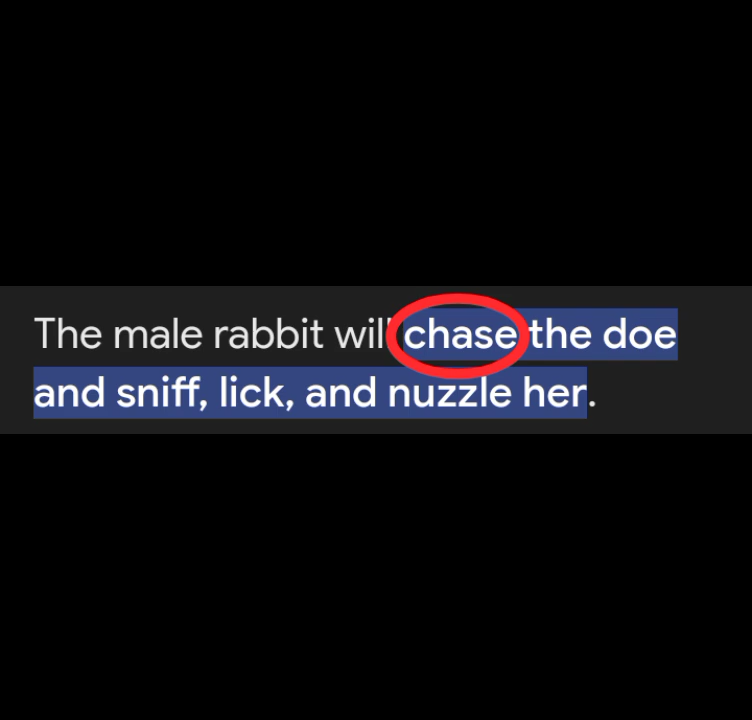 The male rabbit will chase the doe
and sniff, lick, and nuzzle her.